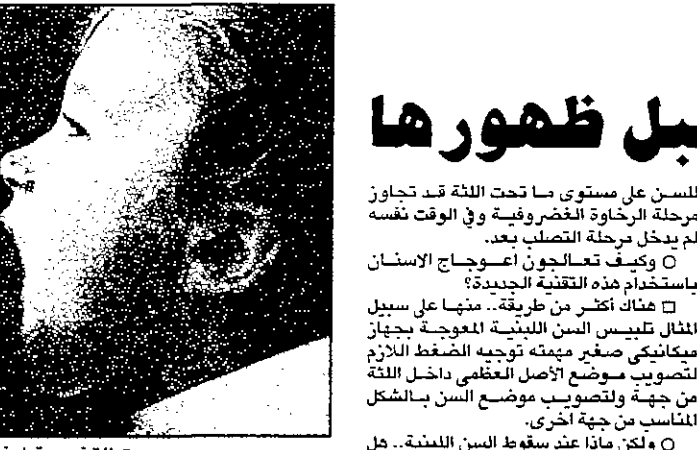 بل ظهورها
للسن على مستوى ما تحت اللثة قد تجاوز
مرحلة الرخاوة الغضروفية وفي الوقت نفسه
لم يدخل مرحلة التصلب بعد.
○ وكيف تعالجون اعوجاج الاسنان
باستخدام هذه التقنية الجديدة؟
□ هناك أكثر من طريقة.. منها على سبيل
المثال تلبيس السن اللبنية المعوجة بجهاز
ميكانيكي صغير مهمته توجيه الضغط اللازم
لتصويب موضع الأصل العظمي داخل اللثة
من جهة ولتصويب موضع السن بالشكل
المناسب من جهة اخرى.
○ ولكن ماذا عند سقوط السن اللبنية.. هل